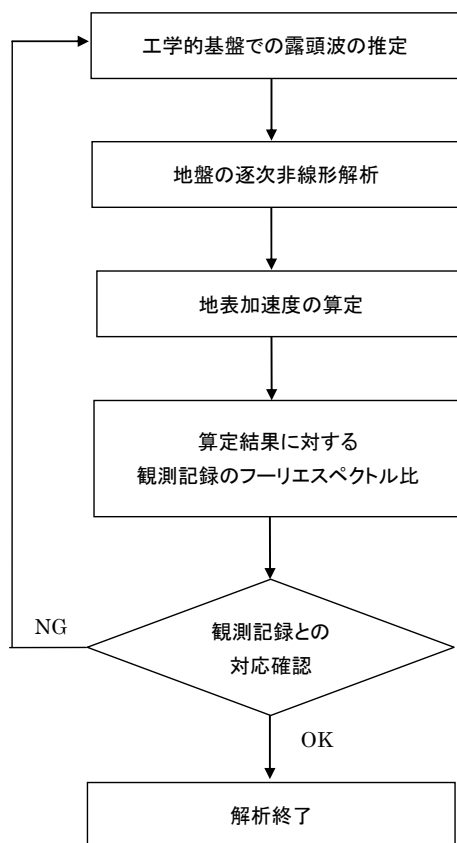 工学的基盤での露頭波の推定
地盤の逐次非線形解析
地表加速度の算定
算定結果に対する
観測記録のフーリエスペクトル比
NG
観測記録との
対応確認
OK
解析終了